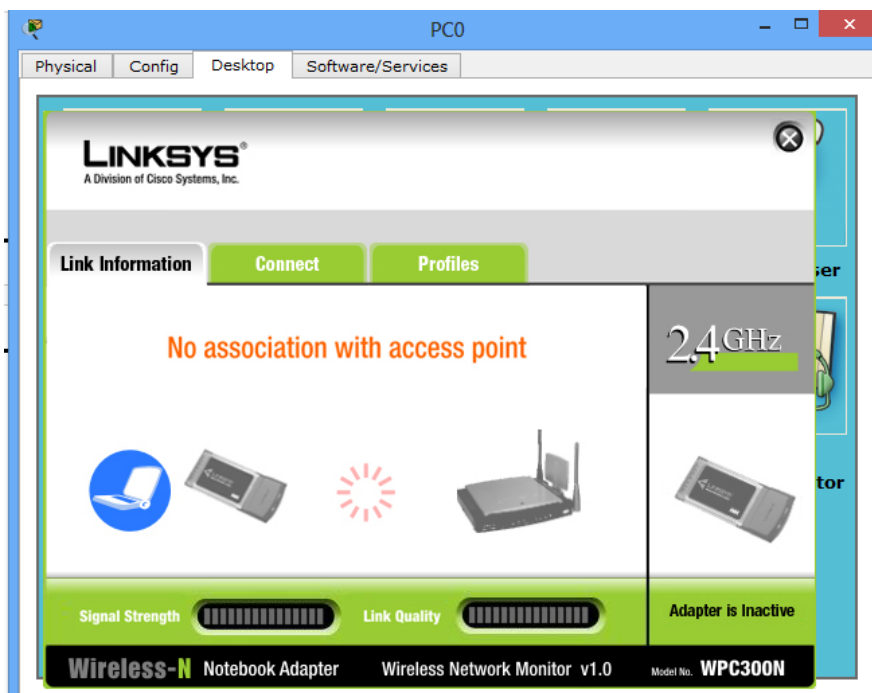 PC0
Physical Config Desktop Software/Services
LINKSYS®
A Division of Cisco Systems, Inc.
ser
Link Information Connect Profiles
No association with access point
2.4GHz
tor
Signal Strength Link Quality Adapter is Inactive
Wireless-N Notebook Adapter Wireless Network Monitor v1.0 Model No. WPC300N